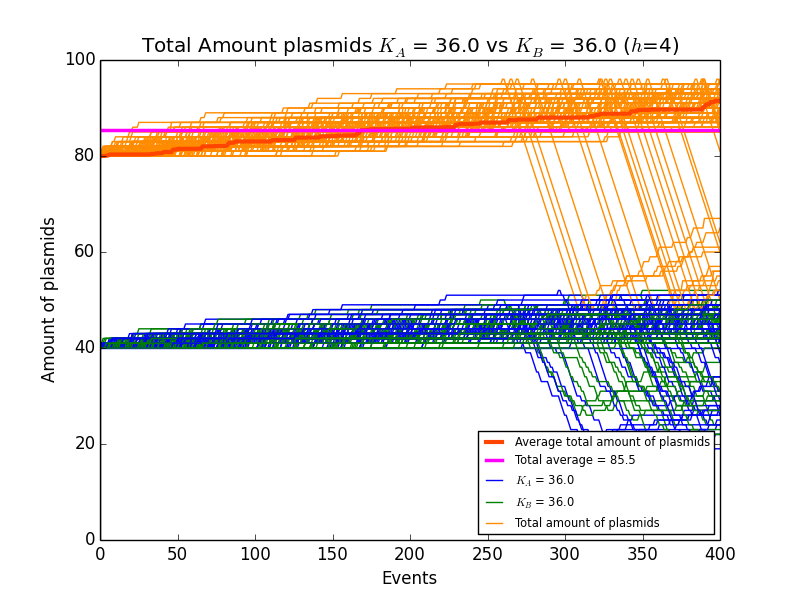 Total Amount plasmids K_A = 36.0 vs K_B = 36.0 (h=4)
Amount of plasmids
100
80
60
40
20
0
0 50 100 150 200 250 300 350 400
Events
Average total amount of plasmids
Total average = 85.5
K_A = 36.0
K_B = 36.0
Total amount of plasmids